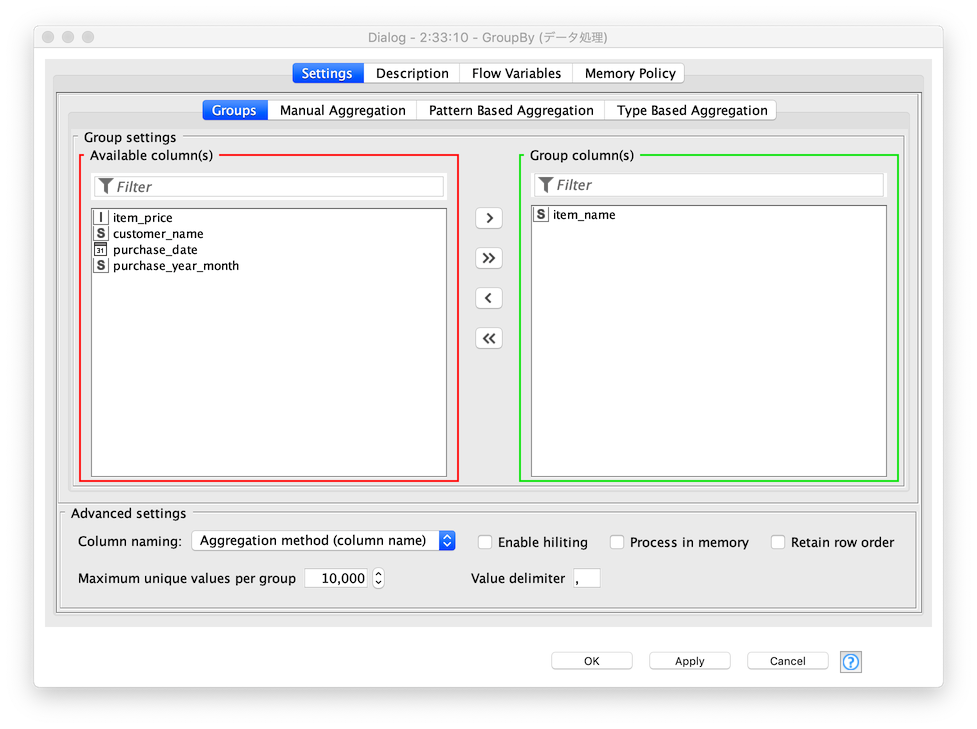 Dialog - 2:33:10 - GroupBy (データ処理)
Settings Description Flow Variables Memory Policy
Groups Manual Aggregation Pattern Based Aggregation Type Based Aggregation
Group settings
Available column(s)
Filter
I item_price
S customer_name
31 purchase_date
S purchase_year_month
>
>>
<
<<
Group column(s)
Filter
S item_name
Advanced settings
Column naming: Aggregation method (column name) Enable hiliting Process in memory Retain row order
Maximum unique values per group 10,000 Value delimiter ,
OK Apply Cancel ?